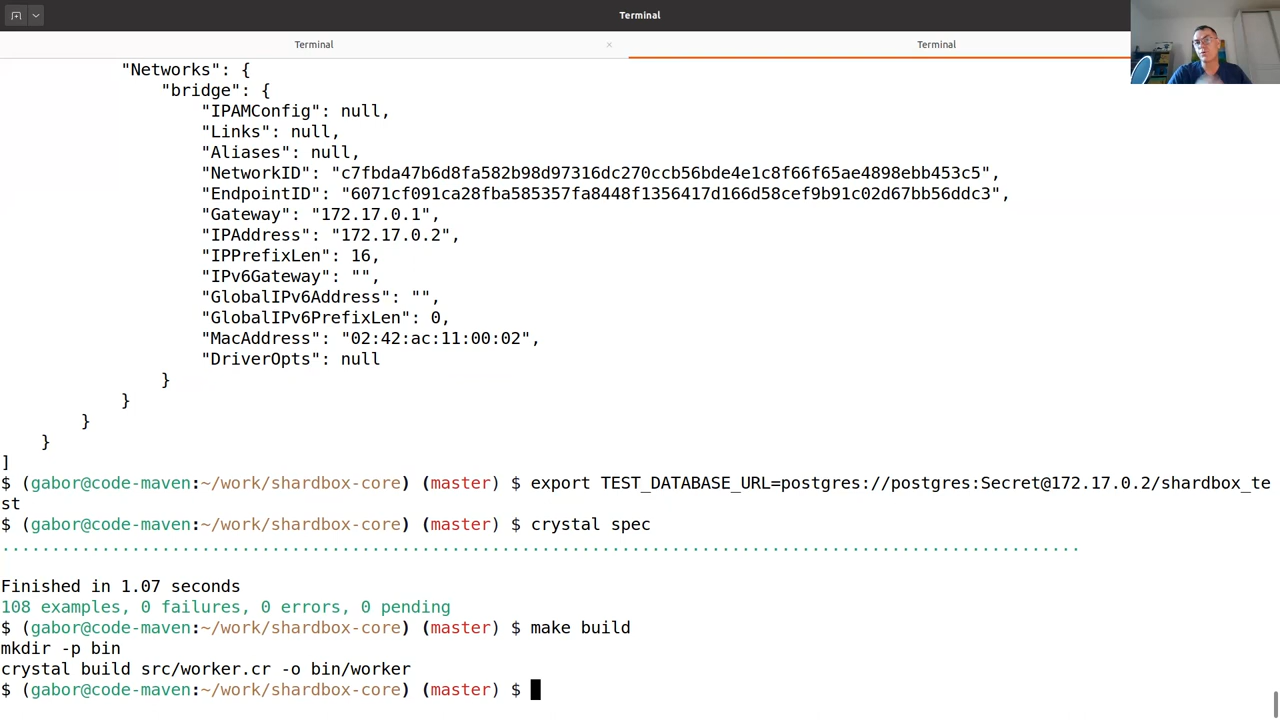 Terminal
Terminal
Terminal
"Networks": {
"bridge": {
"IPAMConfig": null,
"Links": null,
"Aliases": null,
"NetworkID": "c7fbda47b6d8fa582b98d97316dc270ccb56bde4e1c8f66f65ae4898ebb453c5",
"EndpointID": "6071cf091ca28fba585357fa8448f1356417d166d58cef9b91c02d67bb56ddc3",
"Gateway": "172.17.0.1",
"IPAddress": "172.17.0.2",
"IPPrefixLen": 16,
"IPv6Gateway": "",
"GlobalIPv6Address": "",
"GlobalIPv6PrefixLen": 0,
"MacAddress": "02:42:ac:11:00:02",
"DriverOpts": null
}
}
}
}
]
$ (gabor@code-maven:~/work/shardbox-core) (master) $ export TEST_DATABASE_URL=postgres://postgres:Secret@172.17.0.2/shardbox_te
st
$ (gabor@code-maven:~/work/shardbox-core) (master) $ crystal spec
............................................................................................................
Finished in 1.07 seconds
108 examples, 0 failures, 0 errors, 0 pending
$ (gabor@code-maven:~/work/shardbox-core) (master) $ make build
mkdir -p bin
crystal build src/worker.cr -o bin/worker
$ (gabor@code-maven:~/work/shardbox-core) (master) $